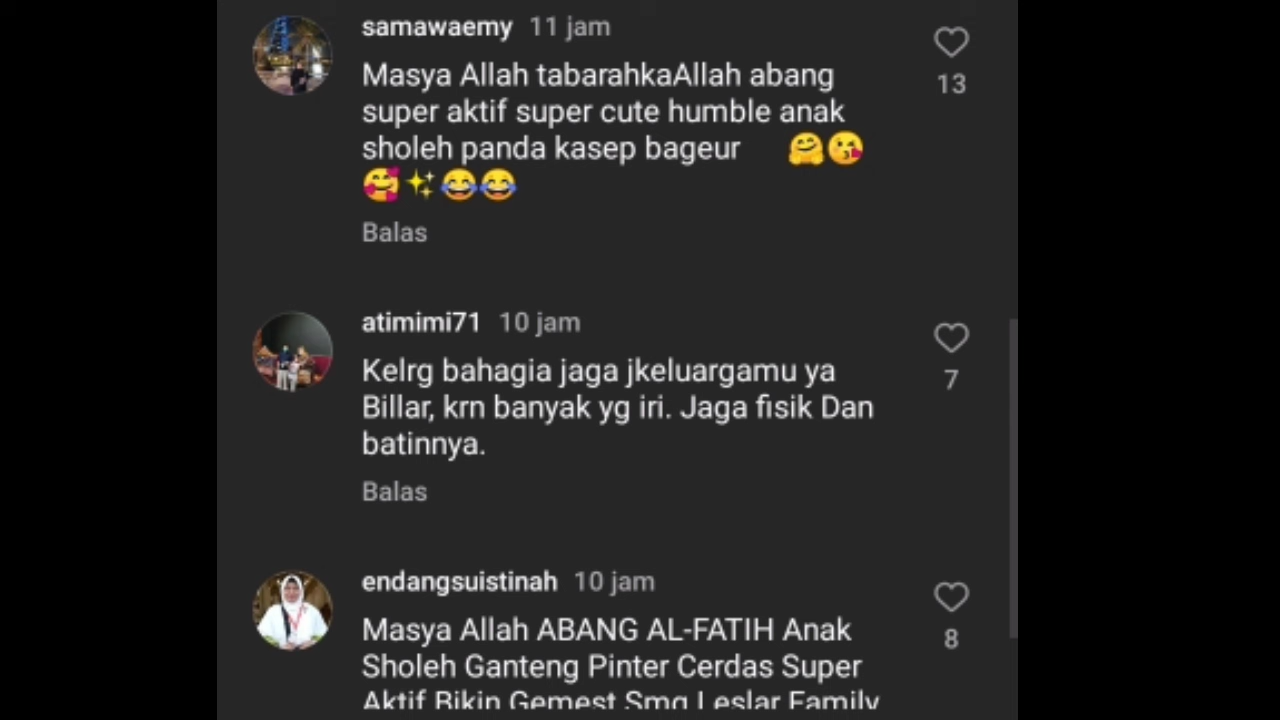 samawaemy 11 jam
Masya Allah tabarahkaAllah abang
super aktif super cute humble anak
sholeh panda kasep bageur 🤗😘
🥰✨😂😂
13
Balas
atimimi71 10 jam
Kelrg bahagia jaga jkeluargamu ya
Billar, krn banyak yg iri. Jaga fisik Dan
batinnya.
7
Balas
endangsuistinah 10 jam
Masya Allah ABANG AL-FATIH Anak
Sholeh Ganteng Pinter Cerdas Super
Aktif Bikin Gemest Smg Leslar Family
8